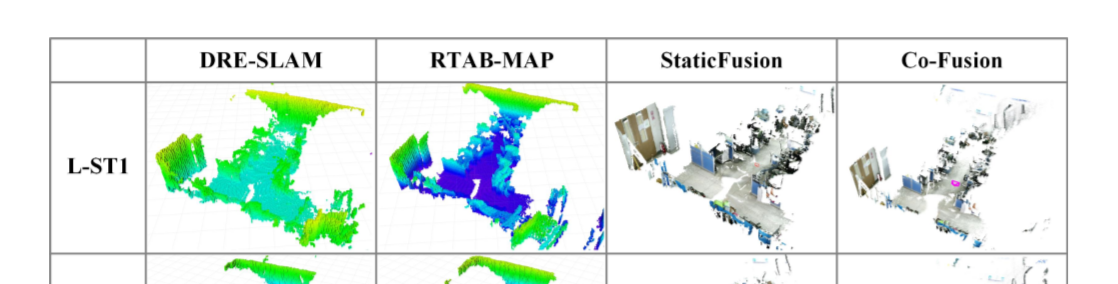 DRE-SLAM RTAB-MAP StaticFusion Co-Fusion
L-ST1